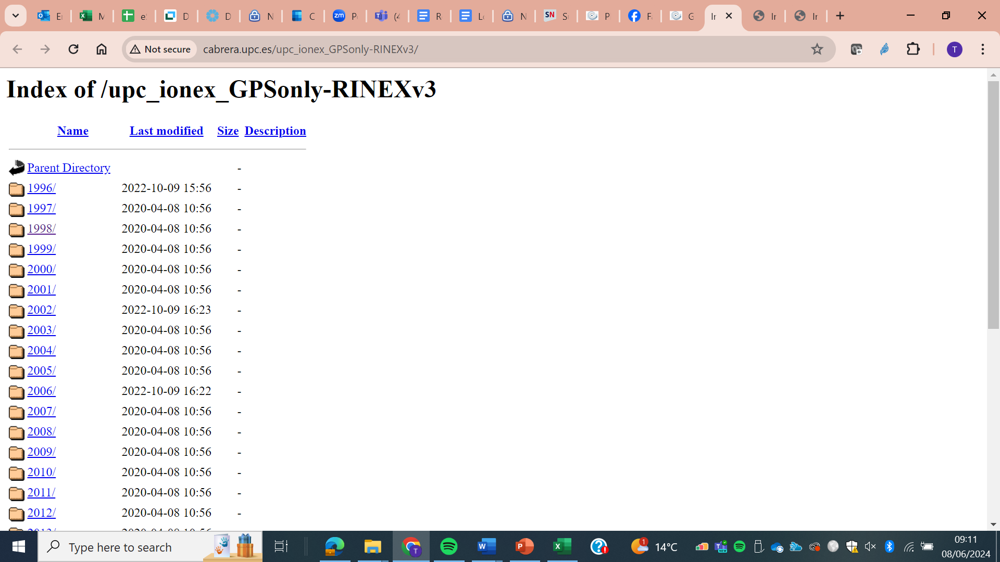 Er
M
e
D
D
N
C
zm P
(4
R
L
N
SN S
P
F
G
Ir
Ir
Ir
Not secure
cabrera.upc.es/upc_ionex_GPSonly-RINEXv3/
T
Index of /upc_ionex_GPSonly-RINEXv3
Name Last modified Size Description
Parent Directory -
1996/ 2022-10-09 15:56 -
1997/ 2020-04-08 10:56 -
1998/ 2020-04-08 10:56 -
1999/ 2020-04-08 10:56 -
2000/ 2020-04-08 10:56 -
2001/ 2020-04-08 10:56 -
2002/ 2022-10-09 16:23 -
2003/ 2020-04-08 10:56 -
2004/ 2020-04-08 10:56 -
2005/ 2020-04-08 10:56 -
2006/ 2022-10-09 16:22 -
2007/ 2020-04-08 10:56 -
2008/ 2020-04-08 10:56 -
2009/ 2020-04-08 10:56 -
2010/ 2020-04-08 10:56 -
2011/ 2020-04-08 10:56 -
2012/ 2020-04-08 10:56 -
Type here to search
1
14°C
09:11
08/06/2024